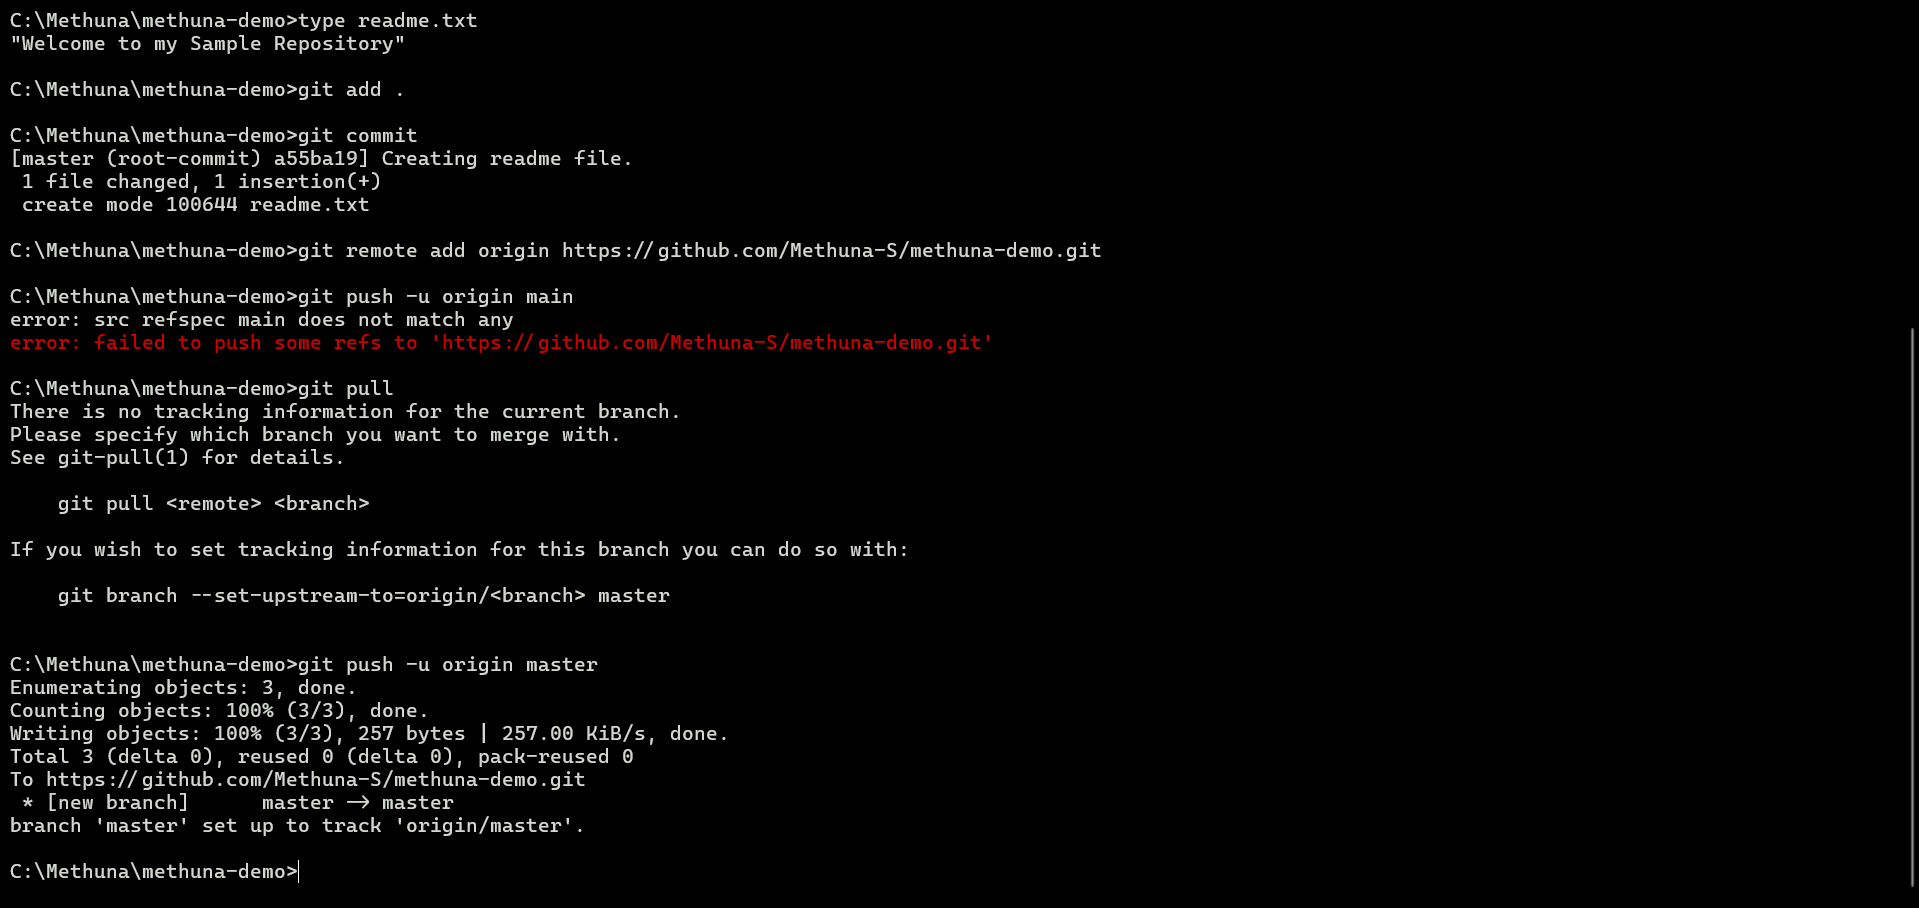 C:\Methuna\methuna-demo>type readme.txt
"Welcome to my Sample Repository"
C:\Methuna\methuna-demo>git add .
C:\Methuna\methuna-demo>git commit
[master (root-commit) a55ba19] Creating readme file.
 1 file changed, 1 insertion(+)
 create mode 100644 readme.txt
C:\Methuna\methuna-demo>git remote add origin https://github.com/Methuna-S/methuna-demo.git
C:\Methuna\methuna-demo>git push -u origin main
error: src refspec main does not match any
error: failed to push some refs to 'https://github.com/Methuna-S/methuna-demo.git'
C:\Methuna\methuna-demo>git pull
There is no tracking information for the current branch.
Please specify which branch you want to merge with.
See git-pull(1) for details.
    git pull <remote> <branch>
If you wish to set tracking information for this branch you can do so with:
    git branch --set-upstream-to=origin/<branch> master
C:\Methuna\methuna-demo>git push -u origin master
Enumerating objects: 3, done.
Counting objects: 100% (3/3), done.
Writing objects: 100% (3/3), 257 bytes | 257.00 KiB/s, done.
Total 3 (delta 0), reused 0 (delta 0), pack-reused 0
To https://github.com/Methuna-S/methuna-demo.git
 * [new branch]      master -> master
branch 'master' set up to track 'origin/master'.
C:\Methuna\methuna-demo>